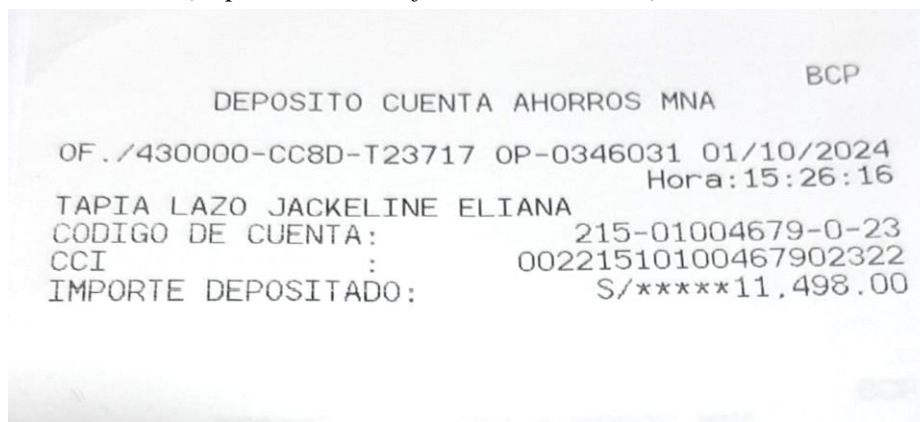 BCP
DEPOSITO CUENTA AHORROS MNA
OF./430000-CC8D-T23717 OP-0346031 01/10/2024
Hora:15:26:16
TAPIA LAZO JACKELINE ELIANA
CODIGO DE CUENTA: 215-01004679-0-23
CCI : 00221510100467902322
IMPORTE DEPOSITADO: S/*****11,498.00
BCP